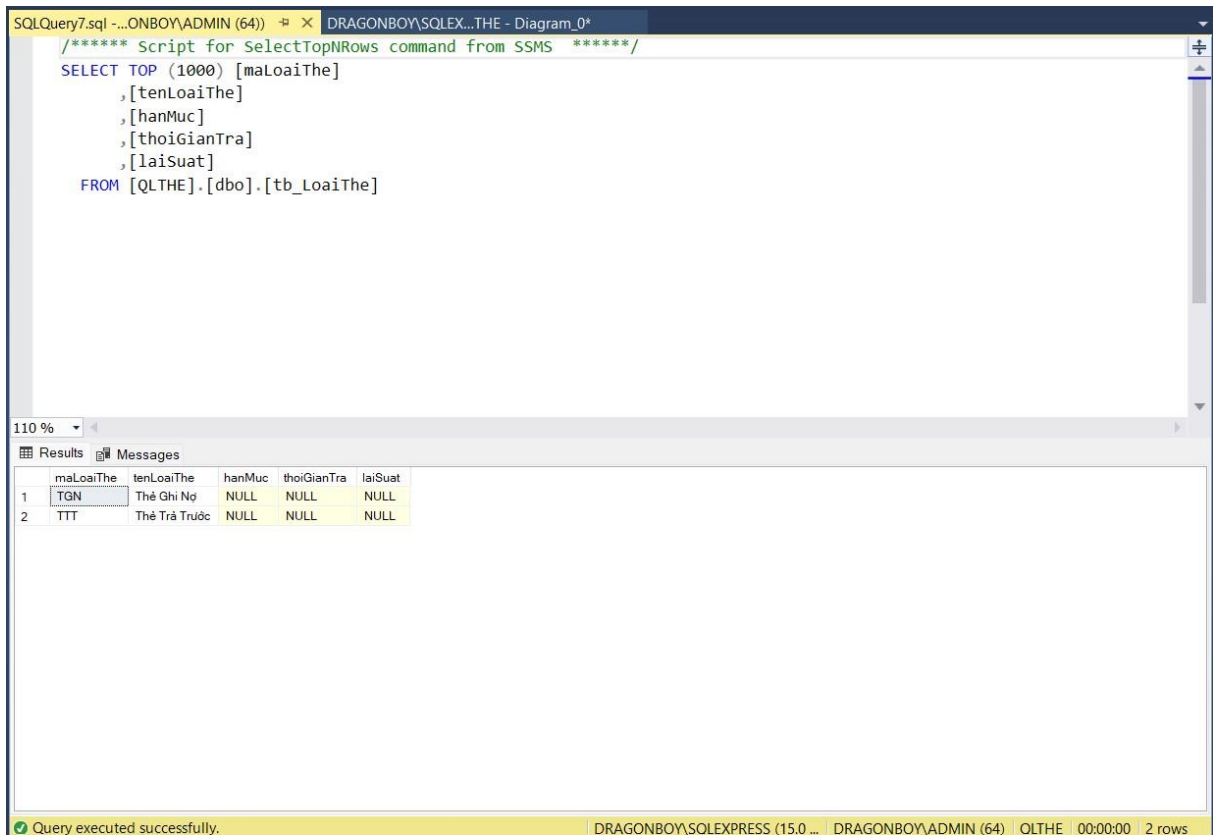 SQLQuery7.sql -...ONBOY\ADMIN (64)) DRAGONBOY\SQLEX...THE - Diagram_0*
/****** Script for SelectTopNRows command from SSMS ******/
SELECT TOP (1000) [maLoaiThe]
,[tenLoaiThe]
,[hanMuc]
,[thoiGianTra]
,[laiSuat]
FROM [QLTHE].[dbo].[tb_LoaiThe]
110 %
Results Messages
maLoaiThe tenLoaiThe hanMuc thoiGianTra laiSuat
1 TGN Thẻ Ghi Nợ NULL NULL NULL
2 TTT Thẻ Trả Trước NULL NULL NULL
Query executed successfully. DRAGONBOY\SQLEXPRESS (15.0 ... DRAGONBOY\ADMIN (64) QLTHE 00:00:00 2 rows